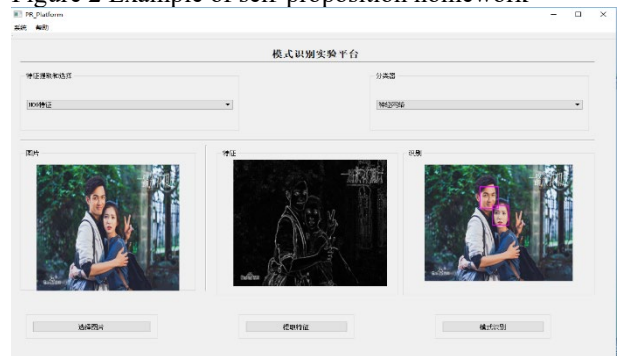 Figure 2 Example of self-proposition homework
PR_Platform
系统 帮助
模式识别实验平台
特征提取和选择
分类器
HOG特征
神经网络
图片
特征
识别
选择图片
提取特征
模式识别